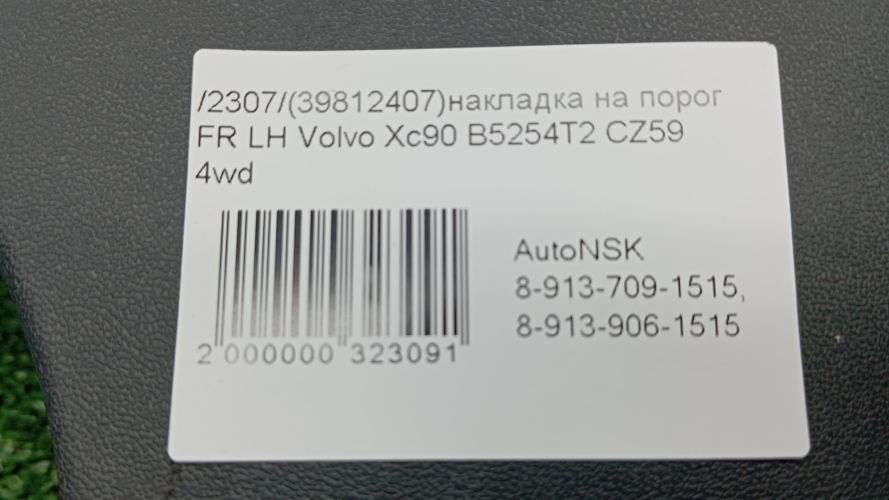 /2307/(39812407)накладка на порог
FR LH Volvo Xc90 B5254T2 CZ59
4wd
AutoNSK
8-913-709-1515,
8-913-906-1515
2 000000 323091